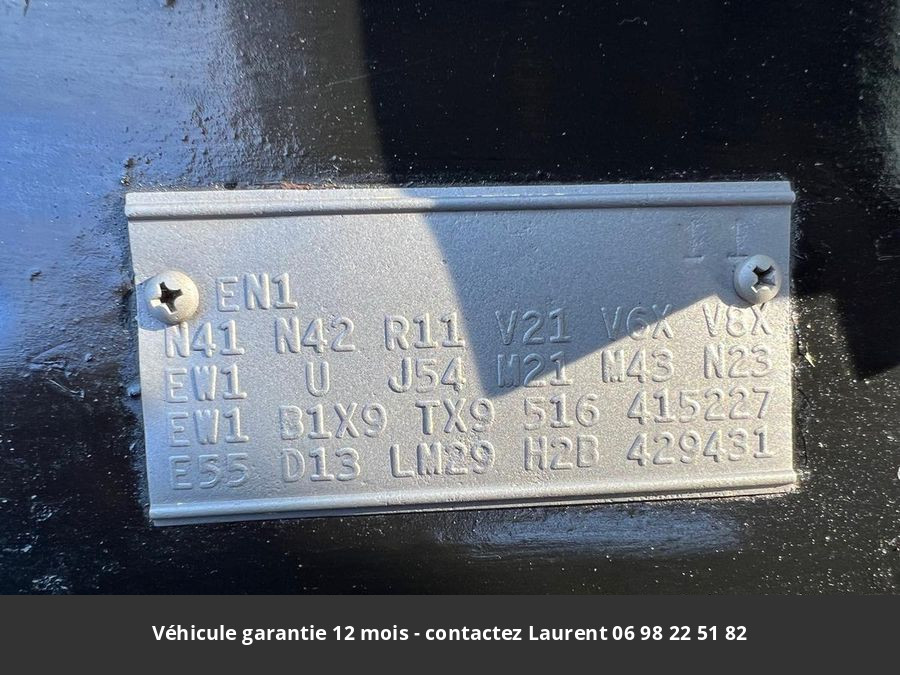 EN1
N41 N42 R11 V21 V6X V8X
EW1 U J54 M21 M43 N23
EW1 B1X9 TX9 516 415227
E55 D13 LM29 H2B 429431
Véhicule garantie 12 mois - contactez Laurent 06 98 22 51 82